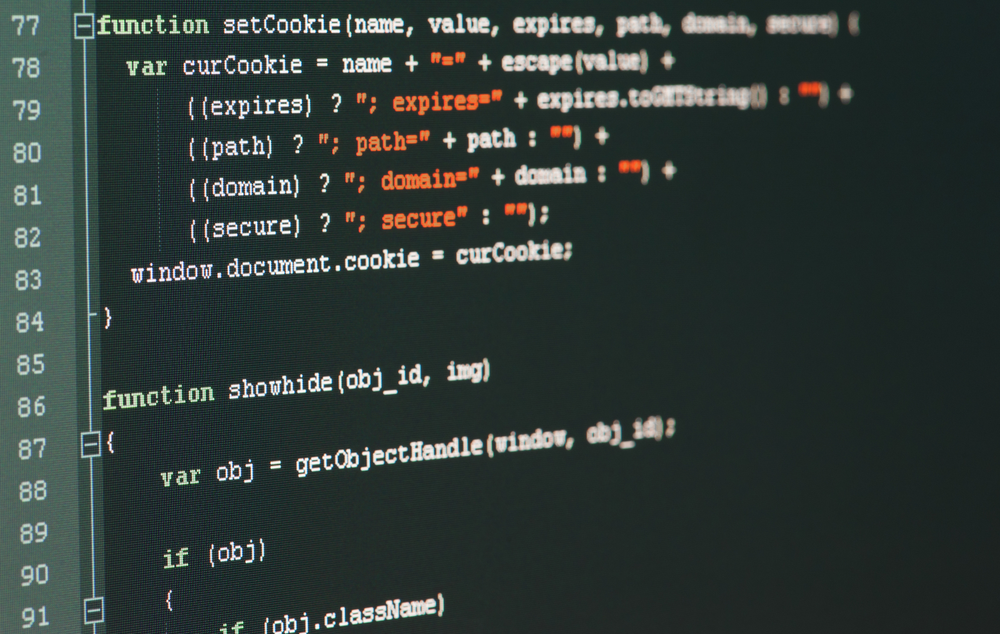 77 function setCookie(name, value, expires, path, domain, secure) {
78 var curCookie = name + "=" + escape(value) +
79 ((expires) ? "; expires=" + expires.toGMTString() : "") +
80 ((path) ? "; path=" + path : "") +
81 ((domain) ? "; domain=" + domain : "") +
82 ((secure) ? "; secure" : "");
83 window.document.cookie = curCookie;
84 }
85
86 function showhide(obj_id, img)
87 {
88 var obj = getObjectHandle(window, obj_id);
89
90 if (obj)
91 {
if (obj.className)